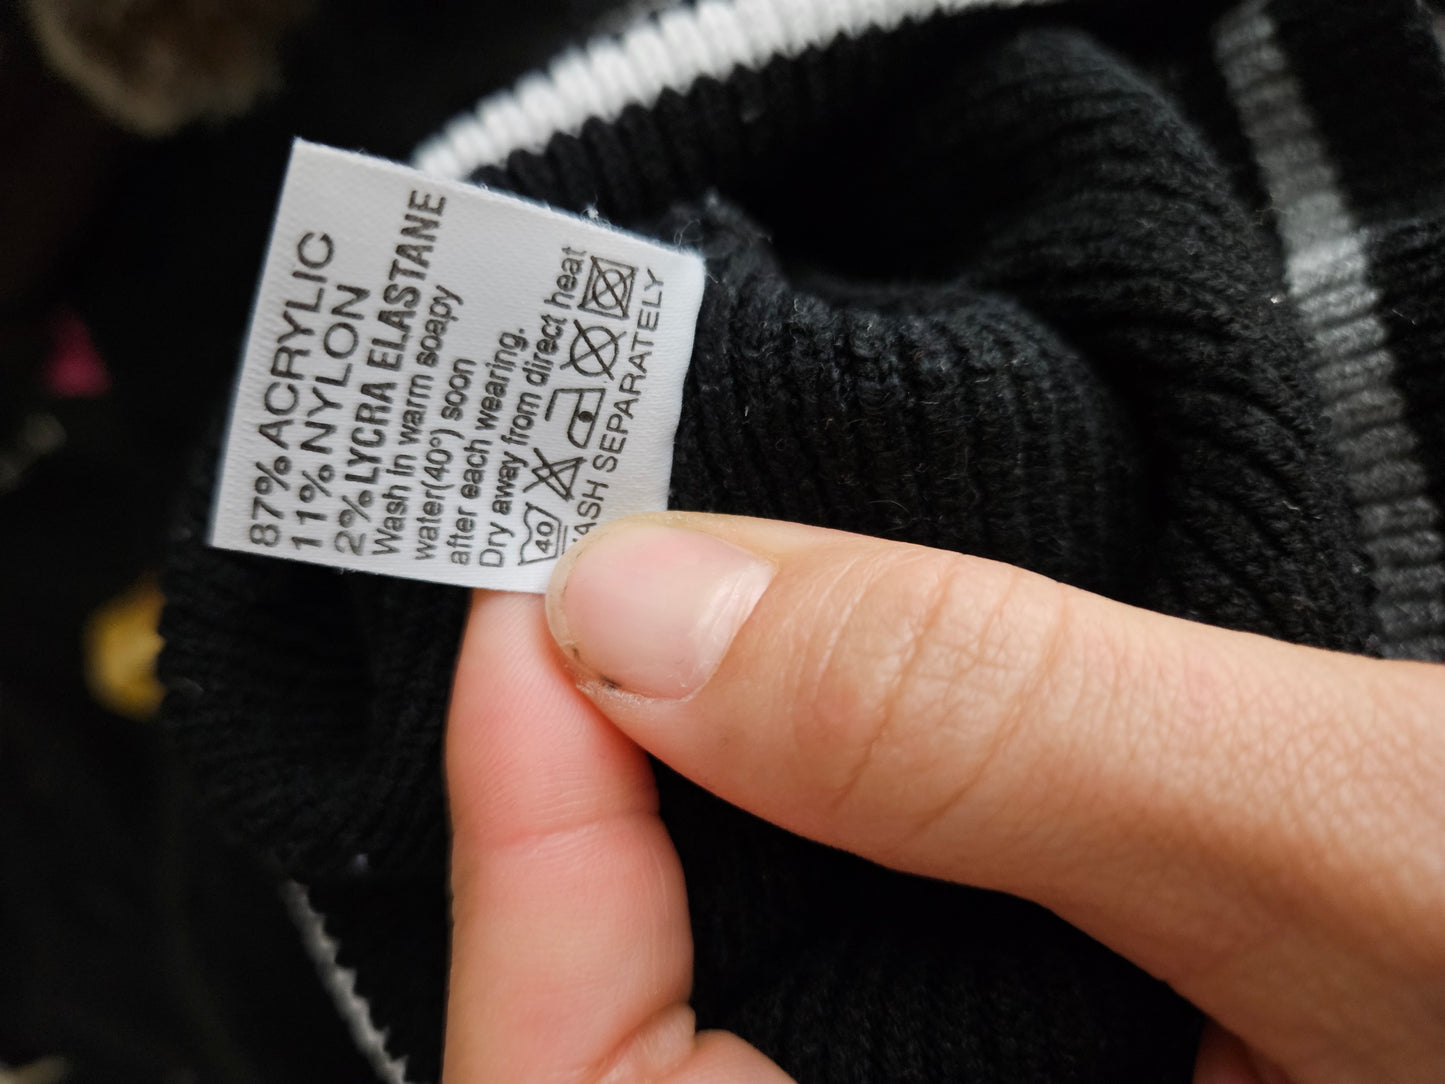 87% ACRYLIC
11% NYLON
2% LYCRA ELASTANE
Wash in warm soapy
water(40°) soon
after each wearing.
Dry away from direct heat
40
ASH SEPARATELY